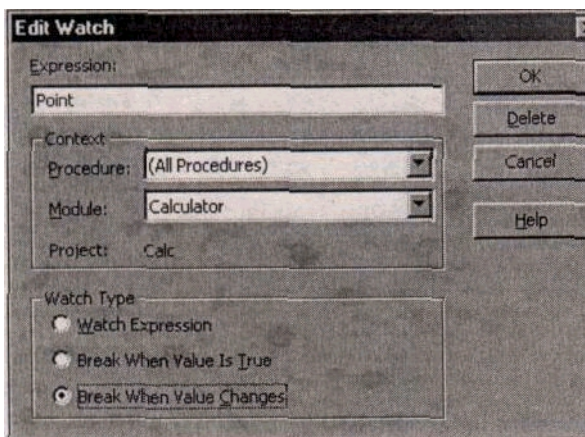 Edit Watch
Expression:
Point
OK
Delete
Cancel
Help
Context
Procedure: (All Procedures)
Module: Calculator
Project: Calc
Watch Type
Watch Expression
Break When Value Is True
Break When Value Changes